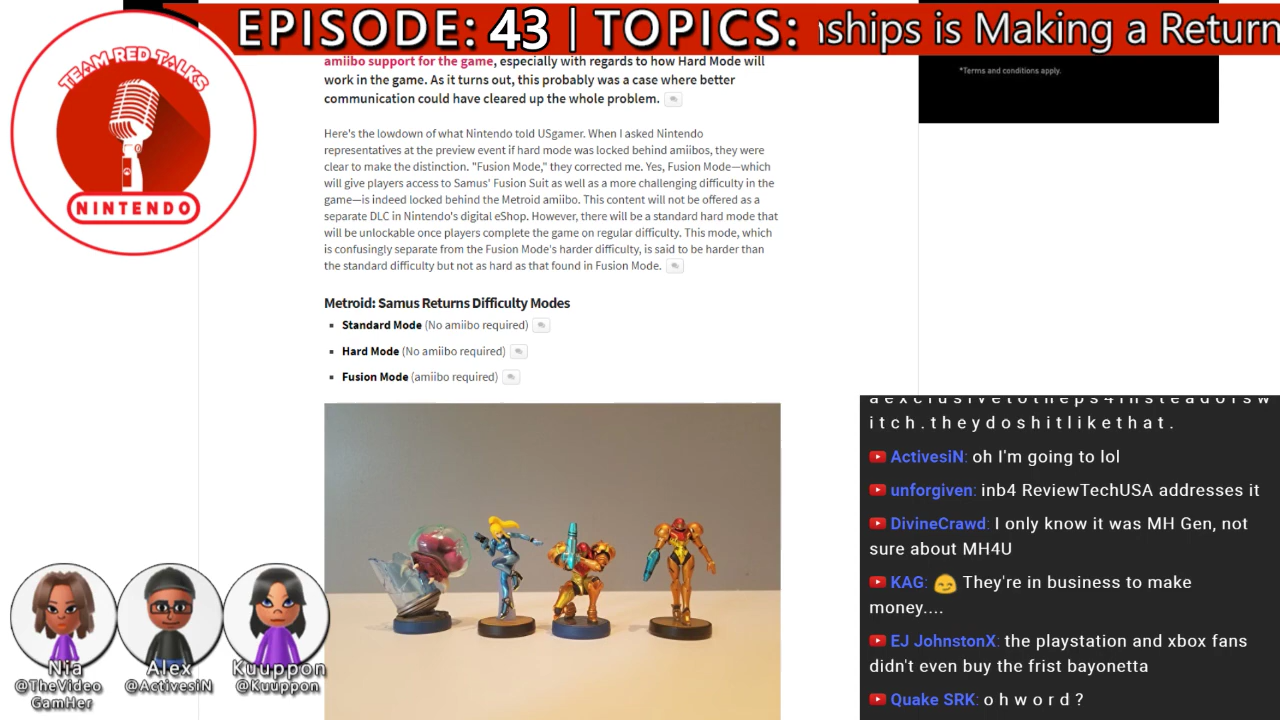 EPISODE: 43 | TOPICS:
nships is Making a Return
TEAM RED TALKS
NINTENDO
amiibo support for the game, especially with regards to how Hard Mode will
work in the game. As it turns out, this probably was a case where better
communication could have cleared up the whole problem.
*Terms and conditions apply.
Here's the lowdown of what Nintendo told USgamer. When I asked Nintendo
representatives at the preview event if hard mode was locked behind amiibos, they were
clear to make the distinction. "Fusion Mode," they corrected me. Yes, Fusion Mode—which
will give players access to Samus' Fusion Suit as well as a more challenging difficulty in the
game—is indeed locked behind the Metroid amiibo. This content will not be offered as a
separate DLC in Nintendo's digital eShop. However, there will be a standard hard mode that
will be unlockable once players complete the game on regular difficulty. This mode, which
is confusingly separate from the Fusion Mode's harder difficulty, is said to be harder than
the standard difficulty but not as hard as that found in Fusion Mode.
Metroid: Samus Returns Difficulty Modes
Standard Mode (No amiibo required)
Hard Mode (No amiibo required)
Fusion Mode (amiibo required)
a e x c l u s i v e t o t h e p s 4 i n s t e a d o f s w
i t c h . t h e y d o s h i t l i k e t h a t .
ActivesiN: oh I'm going to lol
unforgiven: inb4 ReviewTechUSA addresses it
DivineCrawd: I only know it was MH Gen, not
sure about MH4U
KAG: 😏 They're in business to make
money....
EJ JohnstonX: the playstation and xbox fans
didn't even buy the frist bayonetta
Quake SRK: o h w o r d ?
Nia
@TheVideo
GamHer
Alex
@ActivesiN
Kuuppon
@Kuuppon